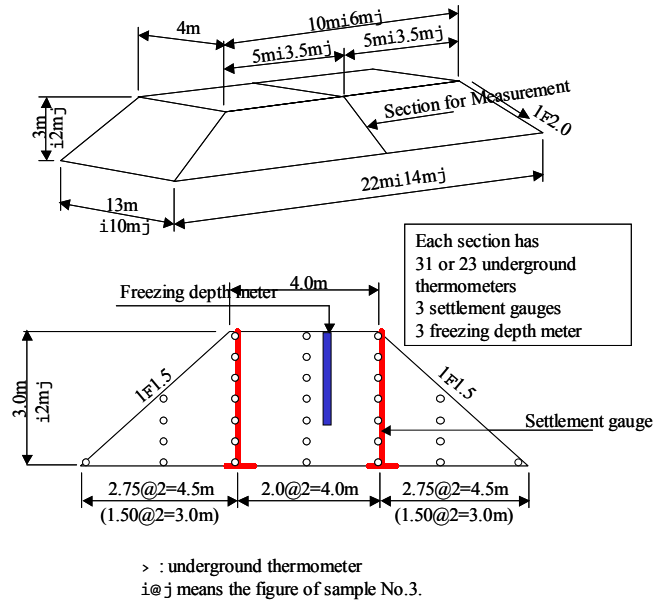 4m
10mi6mj
5mi3.5mj
5mi3.5mj
Section for Measurement
1F2.0
3m
i2mj
13m
i10mj
22mi14mj
Each section has
31 or 23 underground
thermometers
3 settlement gauges
3 freezing depth meter
Freezing depth meter
4.0m
3.0m
i2mj
1F1.5
1F1.5
Settlement gauge
2.75@2=4.5m
2.0@2=4.0m
2.75@2=4.5m
(1.50@2=3.0m)
(1.50@2=3.0m)
> : underground thermometer
i@j means the figure of sample No.3.